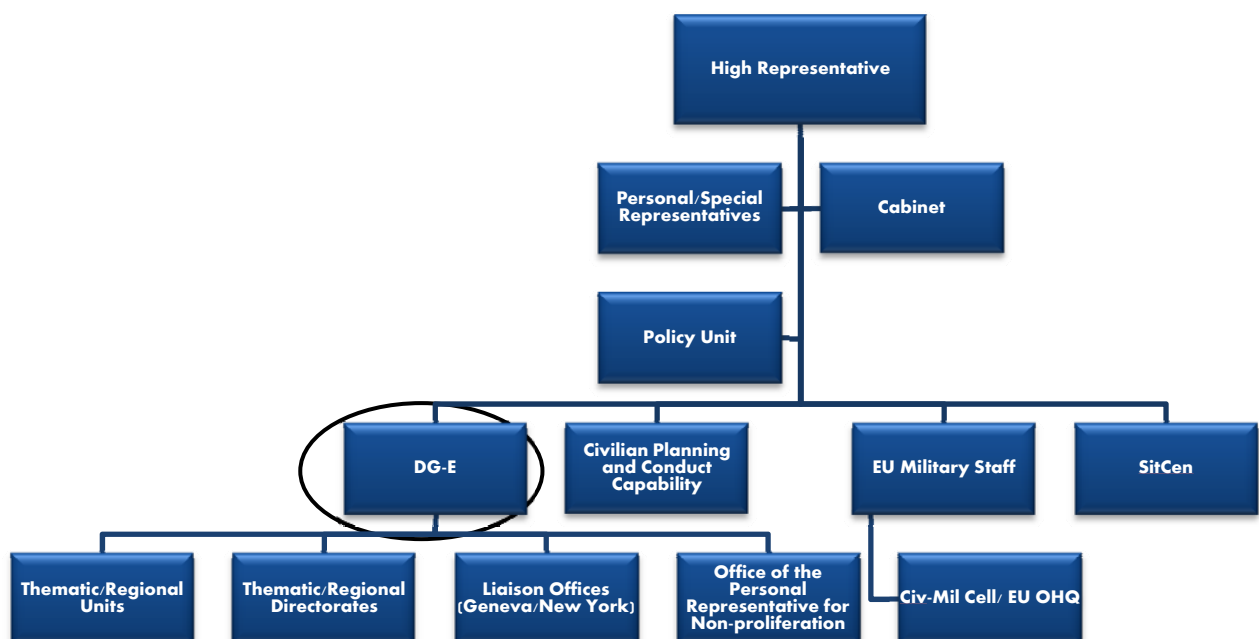 High Representative
Personal/Special
Representatives
Cabinet
Policy Unit
DG-E
Civilian Planning
and Conduct
Capability
EU Military Staff
SitCen
Thematic/Regional
Units
Thematic/Regional
Directorates
Liaison Offices
(Geneva/New York)
Office of the
Personal
Representative for
Non-proliferation
Civ-Mil Cell/ EU OHQ